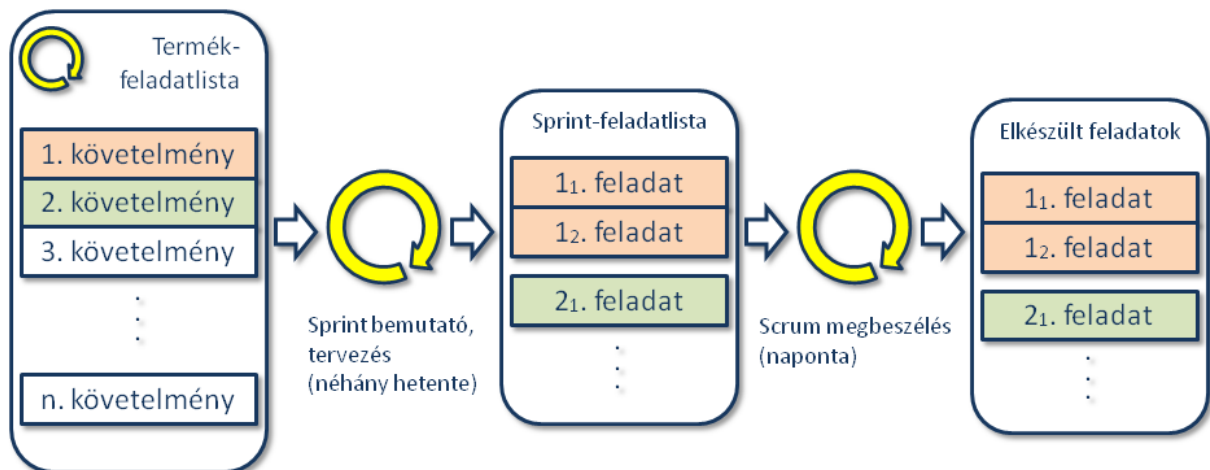 Termék-
feladatlista
1. követelmény
2. követelmény
3. követelmény
n. követelmény
Sprint bemutató,
tervezés
(néhány hetente)
Sprint-feladatlista
1₁. feladat
1₂. feladat
2₁. feladat
Scrum megbeszélés
(naponta)
Elkészült feladatok
1₁. feladat
1₂. feladat
2₁. feladat